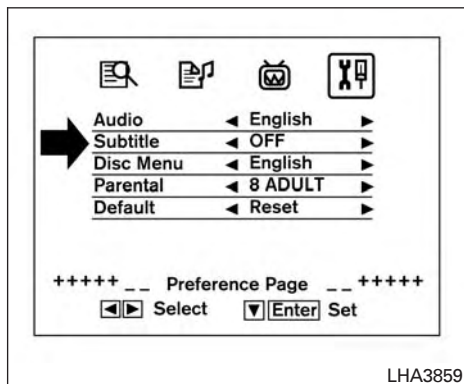 Audio ◀ English ▶
Subtitle ◀ OFF ▶
Disc Menu ◀ English ▶
Parental ◀ 8 ADULT ▶
Default ◀ Reset ▶
+++++ _ _ Preference Page _ _ +++++
◀ ▶ Select ▼ Enter Set
LHA3859